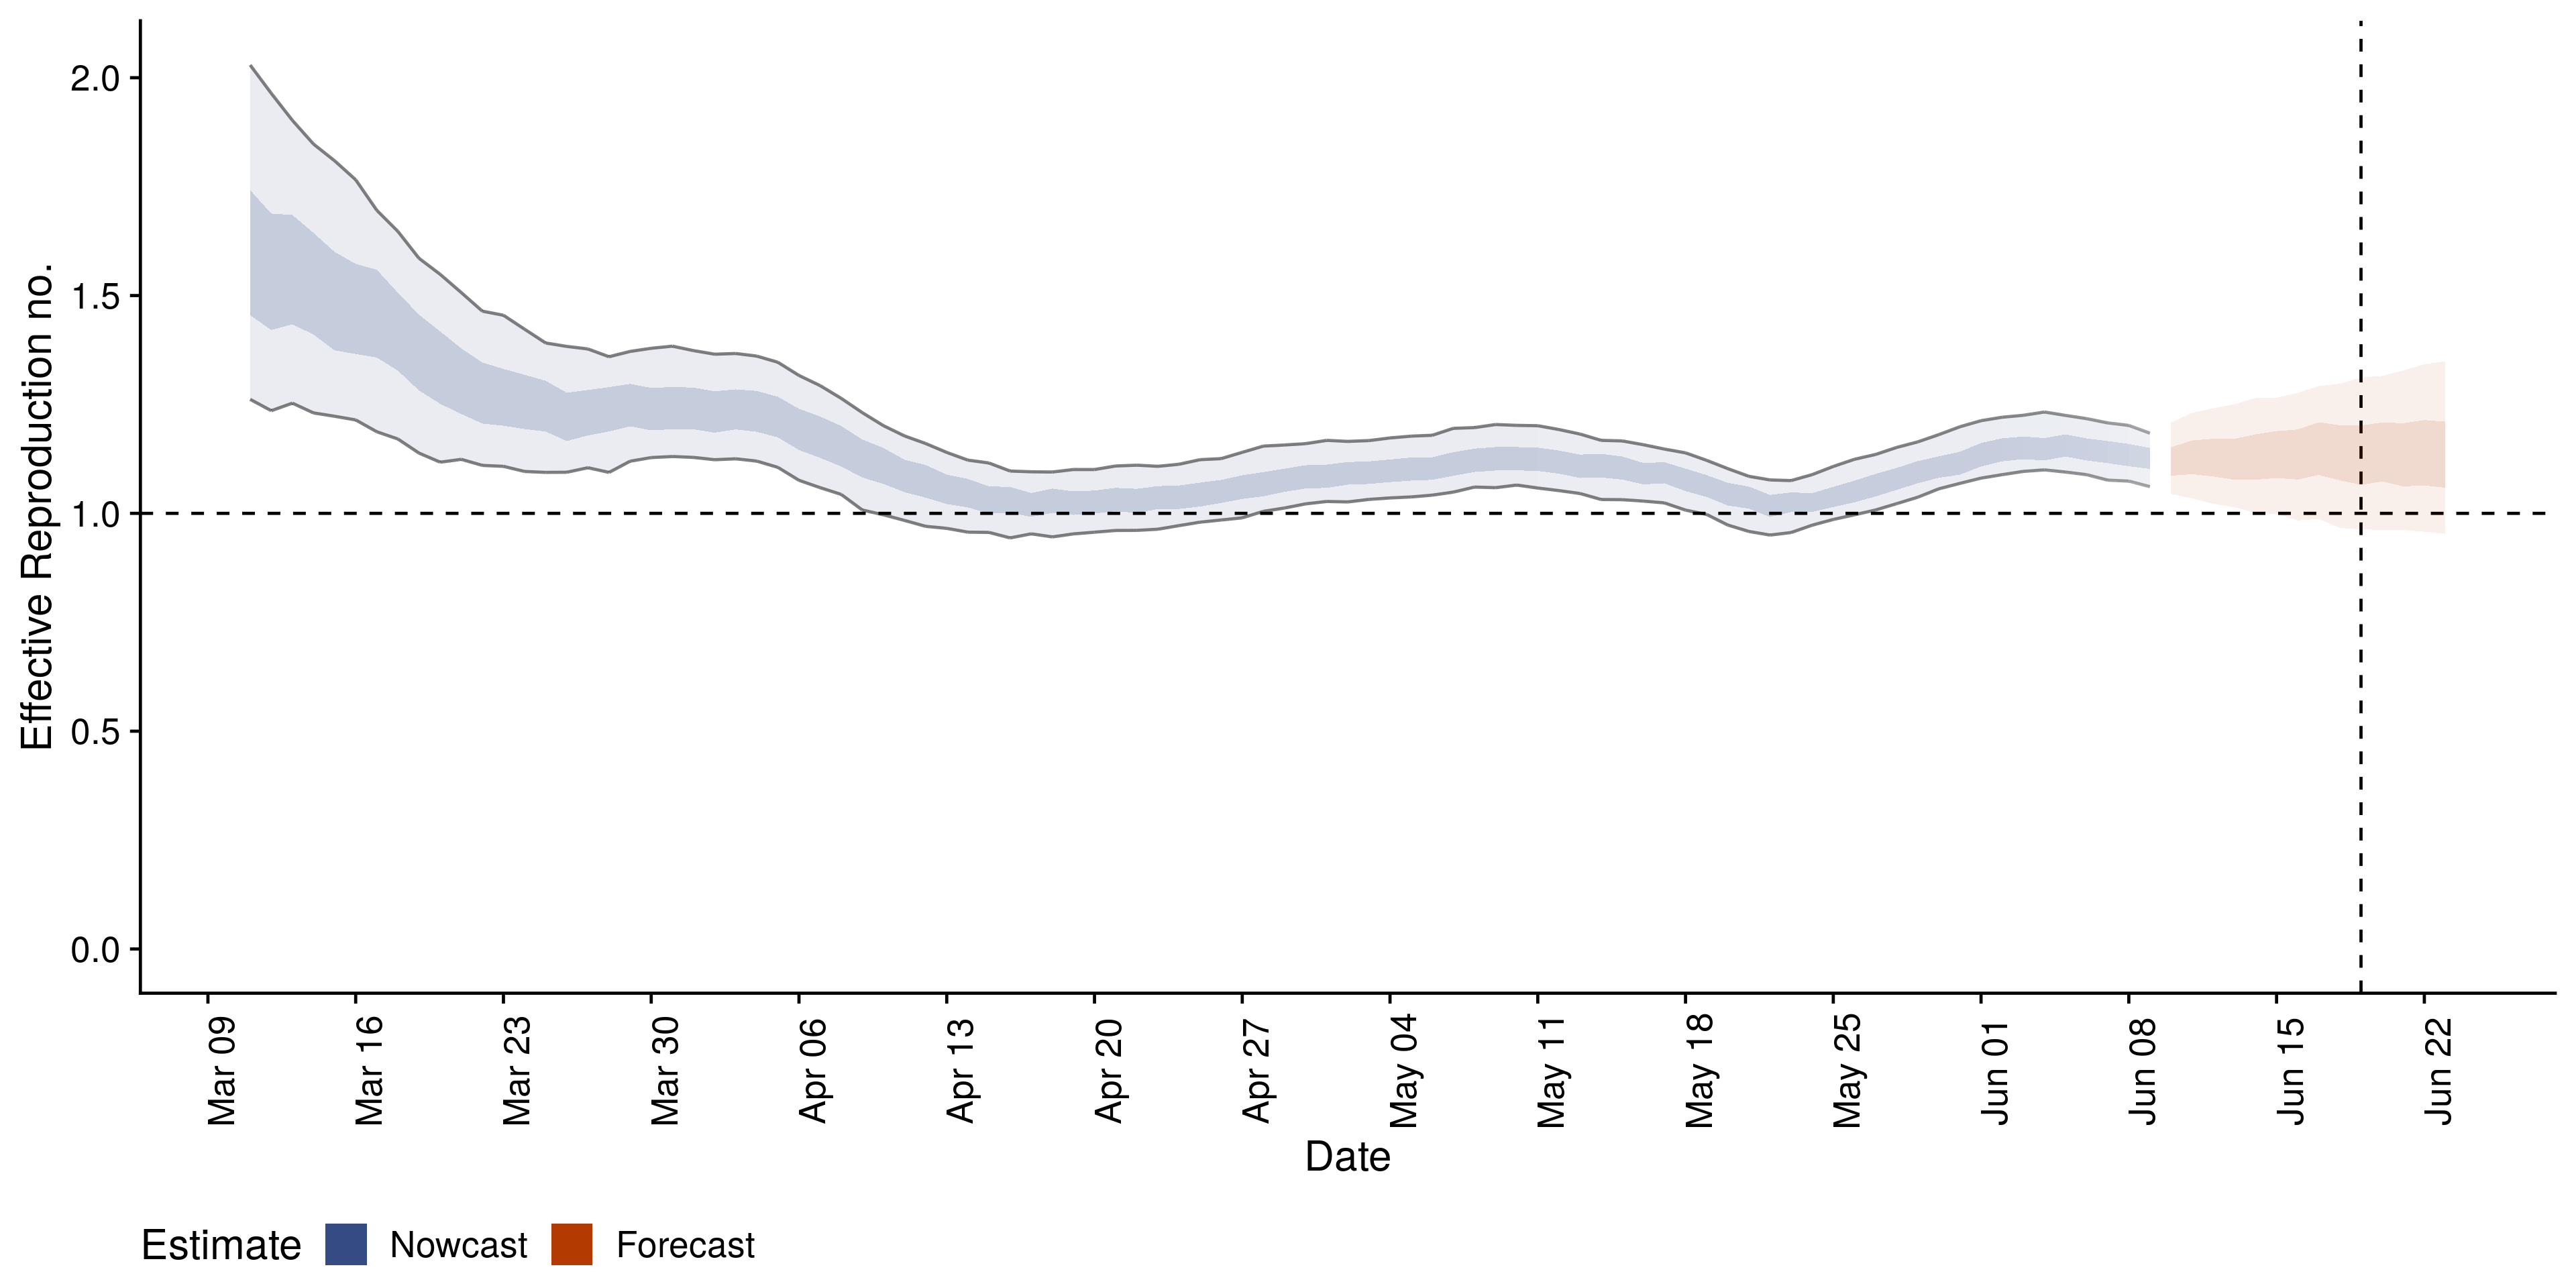 Effective Reproduction no.
2.0
1.5
1.0
0.5
0.0
Mar 09
Mar 16
Mar 23
Mar 30
Apr 06
Apr 13
Apr 20
Apr 27
May 04
May 11
May 18
May 25
Jun 01
Jun 08
Jun 15
Jun 22
Date
Estimate Nowcast Forecast